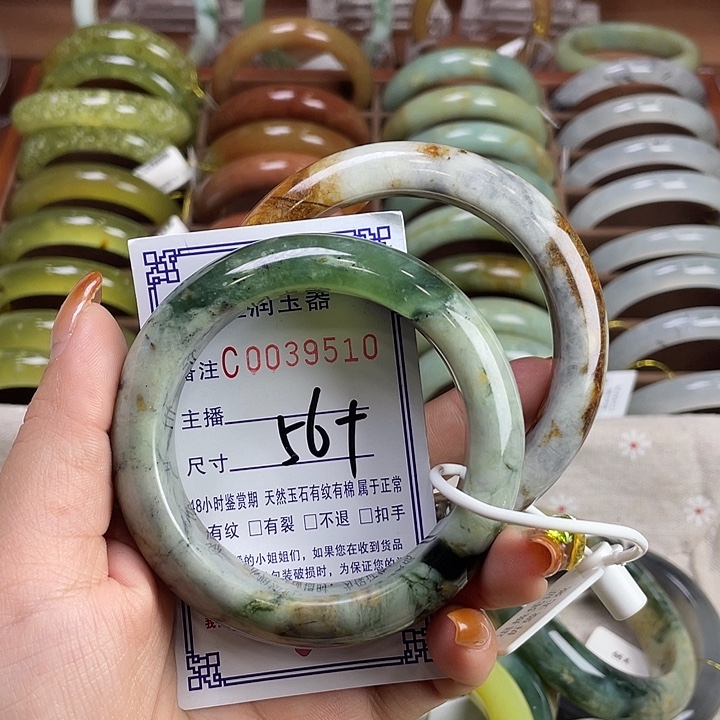 润玉器
备注C0039510
主播
尺寸 56+
48小时鉴赏期 天然玉石有纹有棉 属于正常
有纹 □有裂 □不退 □扣手
的小姐姐们，如果您在收到货品
包装破损时，为保证您的